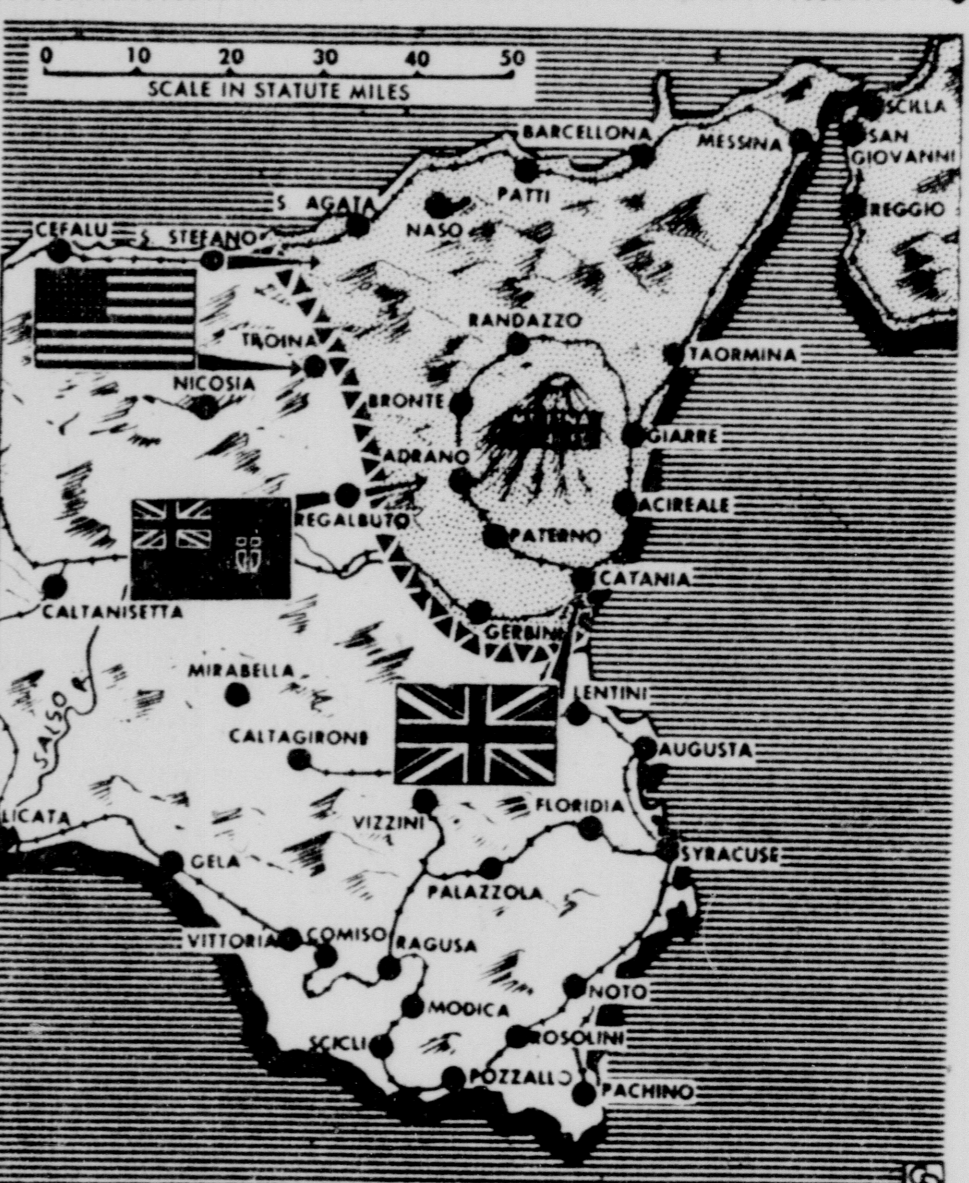 0 10 20 30 40 50
SCALE IN STATUTE MILES
SCILLA
BARCELLONA
MESSINA
SAN
GIOVANNI
PATTI
S. AGATA
NASO
REGGIO
CEFALU
S. STEFANO
RANDAZZO
TROINA
TAORMINA
NICOSIA
BRONTE
GIARRE
ADRANO
ACIREALE
REGALBUTO
PATERNO
CATANIA
CALTANISETTA
GERBINI
MIRABELLA
SALSO R.
LENTINI
CALTAGIRONE
AUGUSTA
VIZZINI
FLORIDIA
LICATA
GELA
SYRACUSE
PALAZZOLA
VITTORIA
COMISO
RAGUSA
NOTO
MODICA
SCICLI
ROSOLINI
POZZALLO
PACHINO